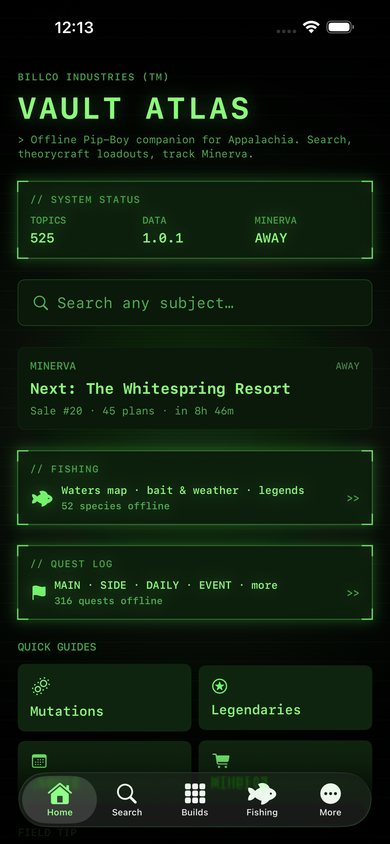 12:13
BILLCO INDUSTRIES (TM)
VAULT ATLAS
> Offline Pip-Boy companion for Appalachia. Search,
theorycraft loadouts, track Minerva.
// SYSTEM STATUS
TOPICS DATA MINERVA
525 1.0.1 AWAY
Search any subject…
MINERVA AWAY
Next: The Whitespring Resort
Sale #20 · 45 plans · in 8h 46m
// FISHING
Waters map · bait & weather · legends
52 species offline >>
// QUEST LOG
MAIN · SIDE · DAILY · EVENT · more
316 quests offline >>
QUICK GUIDES
Mutations Legendaries
Home Search Builds Fishing More
FIELD TIP